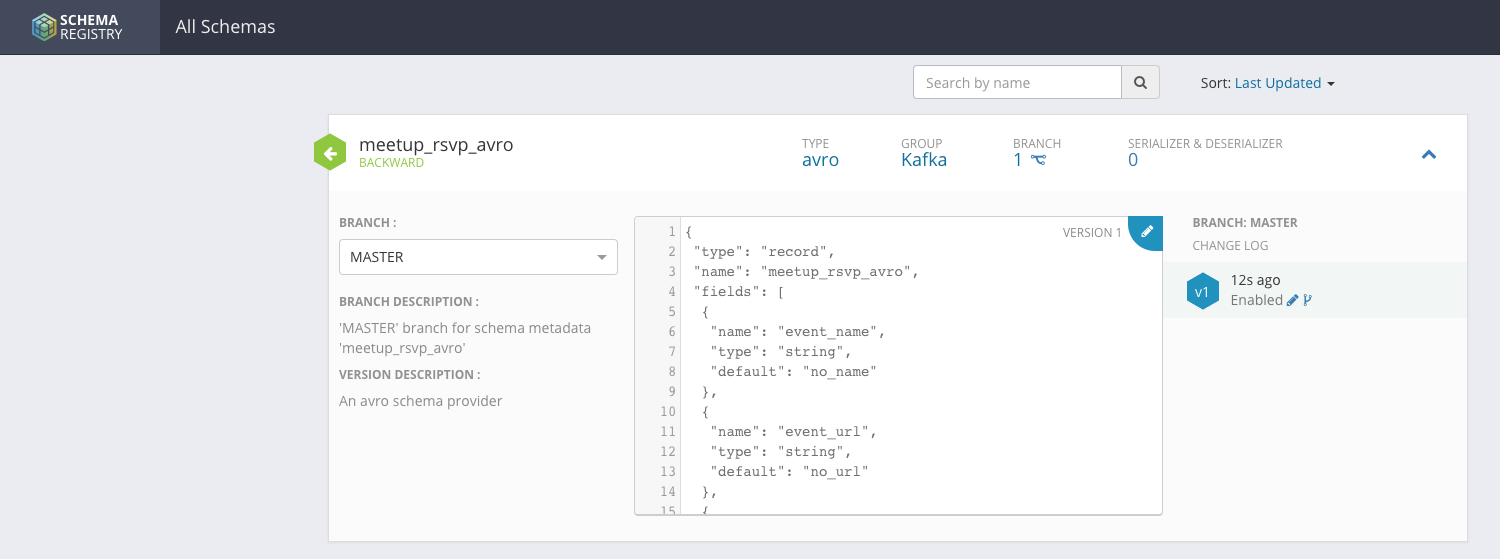 SCHEMA
REGISTRY
All Schemas
Search by name
Sort: Last Updated
meetup_rsvp_avro
BACKWARD
TYPE
avro
GROUP
Kafka
BRANCH
1
SERIALIZER & DESERIALIZER
0
BRANCH :
MASTER
BRANCH DESCRIPTION :
'MASTER' branch for schema metadata
'meetup_rsvp_avro'
VERSION DESCRIPTION :
An avro schema provider
VERSION 1
1 {
2 "type": "record",
3 "name": "meetup_rsvp_avro",
4 "fields": [
5 {
6 "name": "event_name",
7 "type": "string",
8 "default": "no_name"
9 },
10 {
11 "name": "event_url",
12 "type": "string",
13 "default": "no_url"
14 },
15 {
BRANCH: MASTER
CHANGE LOG
v1
12s ago
Enabled